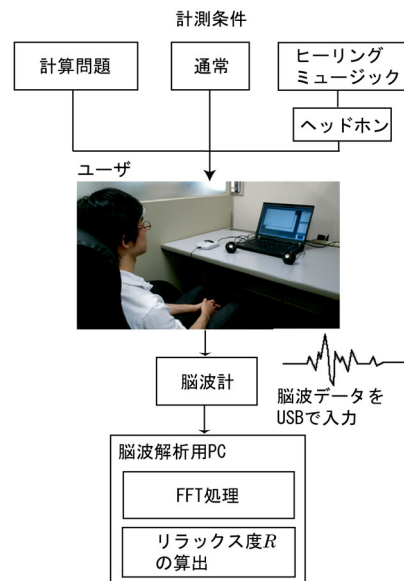 計測条件
計算問題
通常
ヒーリング
ミュージック
ヘッドホン
ユーザ
脳波計
脳波データを
USBで入力
脳波解析用PC
FFT処理
リラックス度R
の算出